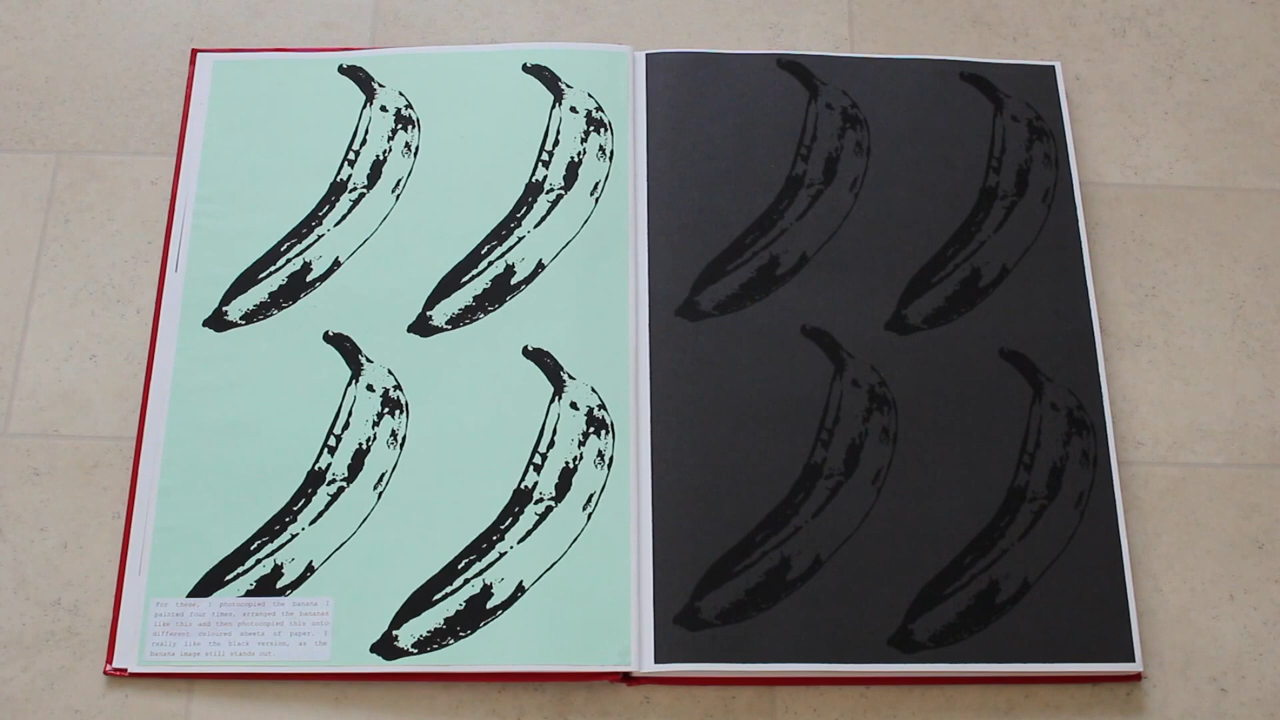 For these, I photocopied the banana I
painted four times, arranged the bananas
like this and then photocopied this onto
different coloured sheets of paper. I
really like the black version, as the
banana image still stands out.